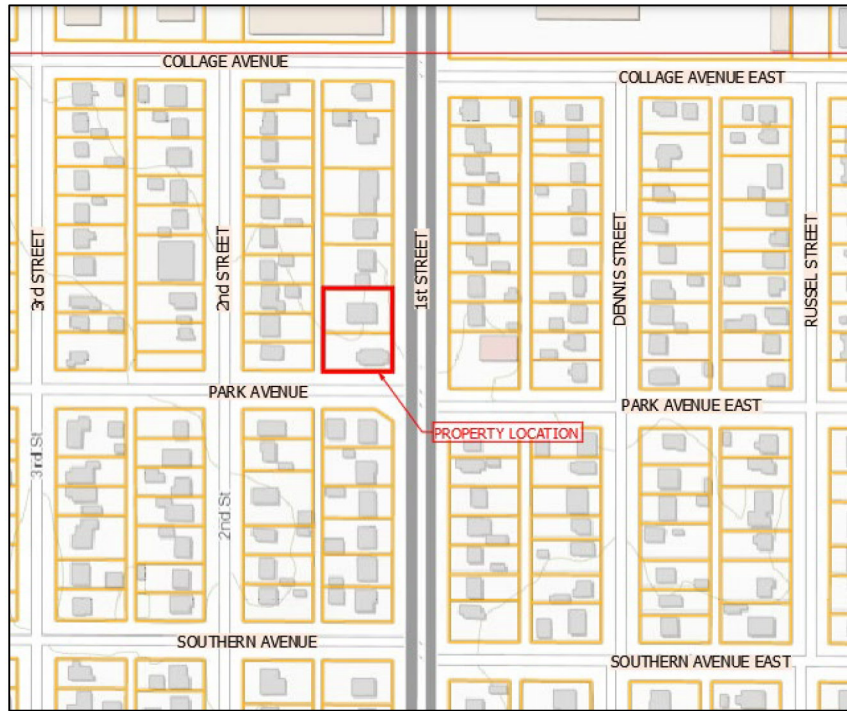 COLLAGE AVENUE
COLLAGE AVENUE EAST
3rd STREET
2nd STREET
1st STREET
DENNIS STREET
RUSSEL STREET
PARK AVENUE
PARK AVENUE EAST
PROPERTY LOCATION
3rd St
2nd St
SOUTHERN AVENUE
SOUTHERN AVENUE EAST